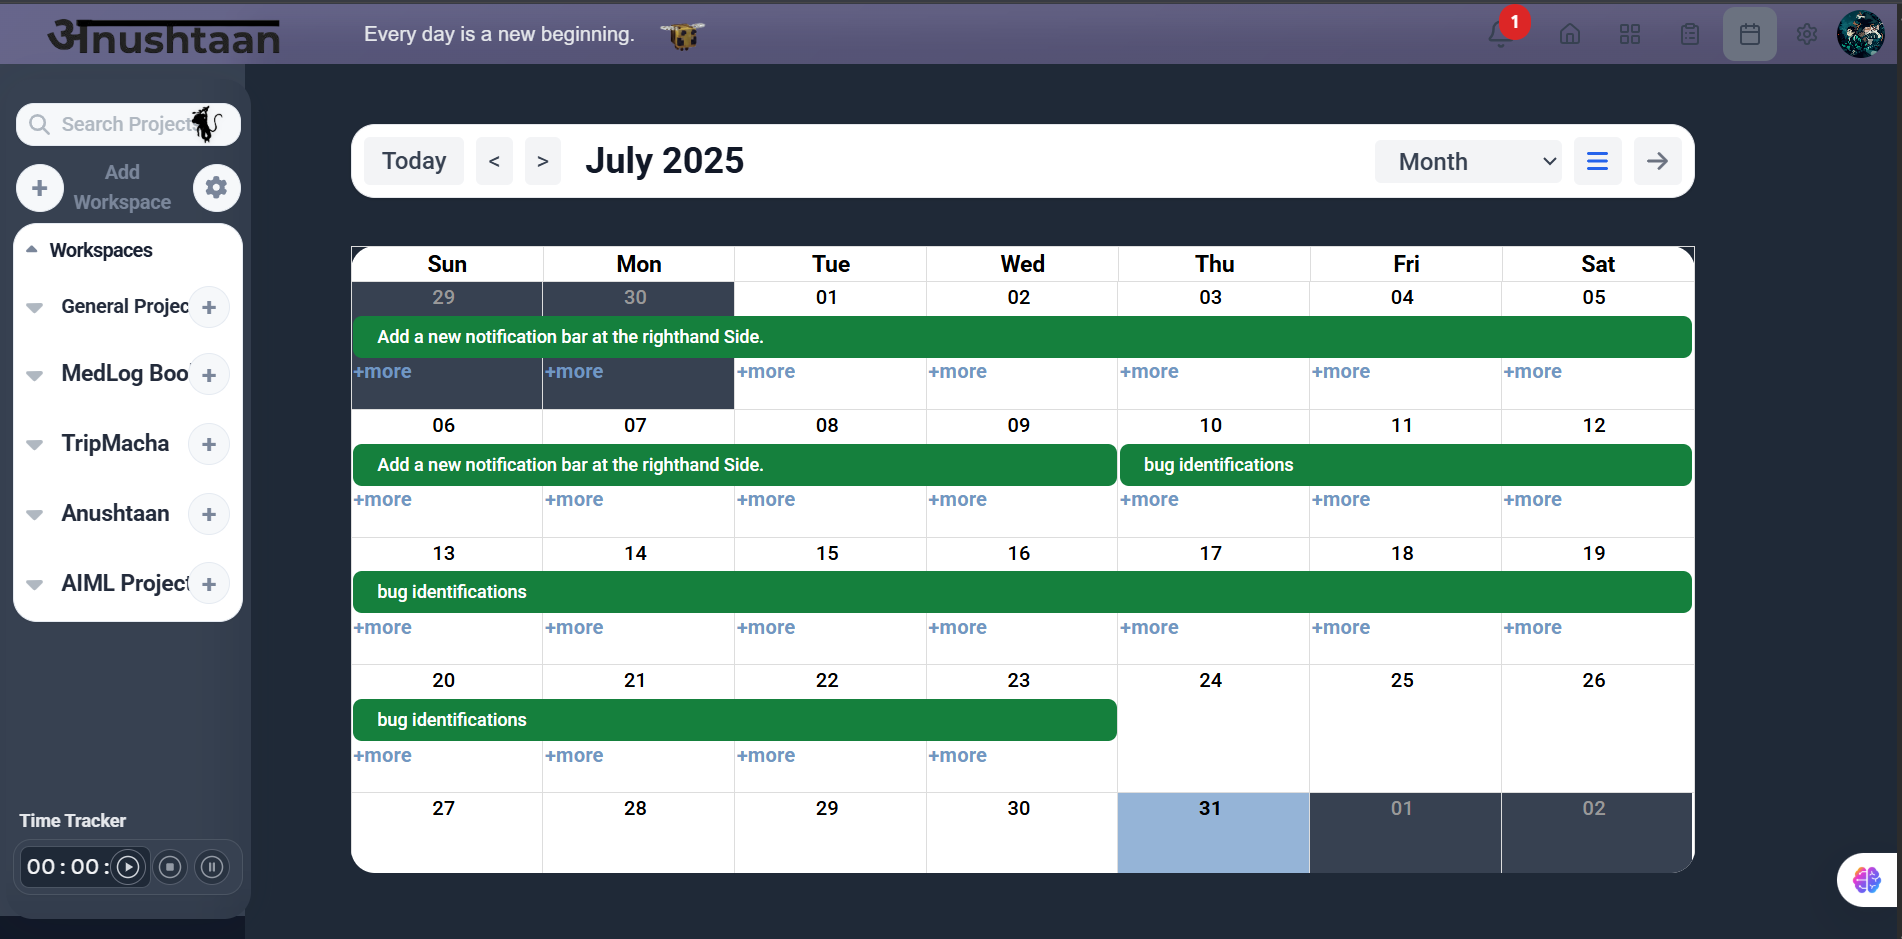 अnushtaan
Every day is a new beginning.
1
Search Projects
Add
Workspace
Workspaces
General Projec
MedLog Boo
TripMacha
Anushtaan
AIML Project
Time Tracker
00:00:
Today < > July 2025 Month
Sun Mon Tue Wed Thu Fri Sat
29 30 01 02 03 04 05
Add a new notification bar at the righthand Side.
+more +more +more +more +more +more +more
06 07 08 09 10 11 12
Add a new notification bar at the righthand Side. bug identifications
+more +more +more +more +more +more +more
13 14 15 16 17 18 19
bug identifications
+more +more +more +more +more +more +more
20 21 22 23 24 25 26
bug identifications
+more +more +more +more
27 28 29 30 31 01 02